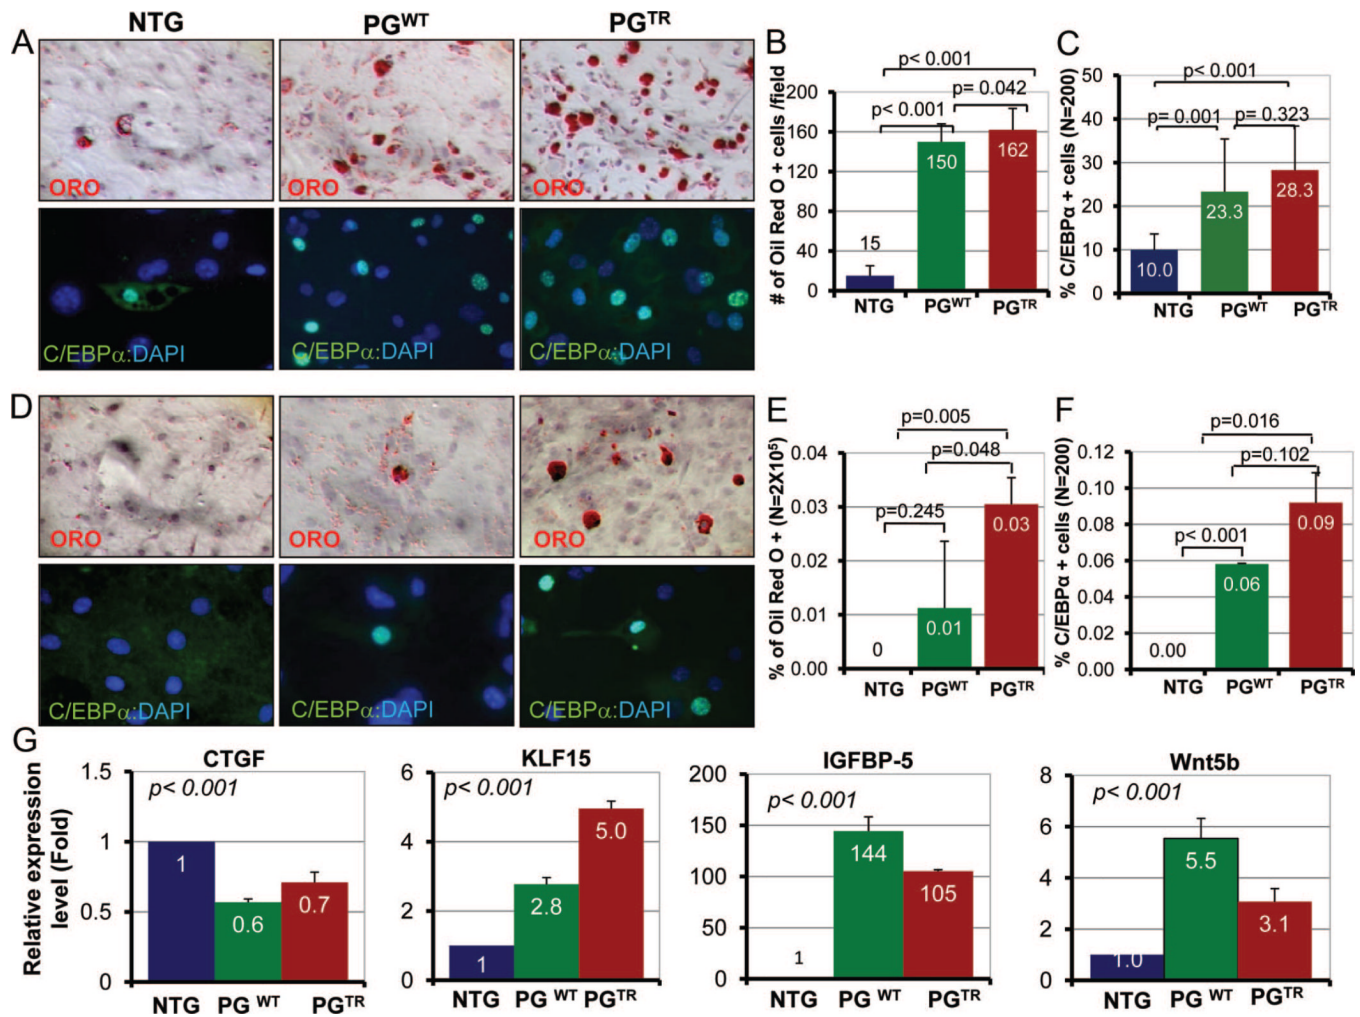 NTG PGWT PGTR
A
ORO ORO ORO
C/EBPα:DAPI C/EBPα:DAPI C/EBPα:DAPI
B
# of Oil Red O + cells /field
p< 0.001
p< 0.001
p= 0.042
200
160
120
80
40
0
15 150 162
NTG PGWT PGTR
C
% C/EBPα + cells (N=200)
p< 0.001
p= 0.001
p= 0.323
50
40
30
20
10
0
10.0 23.3 28.3
NTG PGWT PGTR
D
ORO ORO ORO
C/EBPα:DAPI C/EBPα:DAPI C/EBPα:DAPI
E
% of Oil Red O + (N=2X10⁵)
p=0.005
p=0.048
p=0.245
0.04
0.03
0.02
0.01
0.00
0 0.01 0.03
NTG PGWT PGTR
F
% C/EBPα + cells (N=200)
p=0.016
p=0.102
p< 0.001
0.12
0.10
0.08
0.06
0.04
0.02
0.00
0.00 0.06 0.09
NTG PGWT PGTR
G
Relative expression
level (Fold)
CTGF
p< 0.001
1.5
1
0.5
0
1 0.6 0.7
NTG PG WT PGTR
KLF15
p< 0.001
6
4
2
0
1 2.8 5.0
NTG PG WT PGTR
IGFBP-5
p< 0.001
200
150
100
50
0
1 144 105
NTG PG WT PGTR
Wnt5b
p< 0.001
8
6
4
2
0
1.0 5.5 3.1
NTG PG WT PGTR